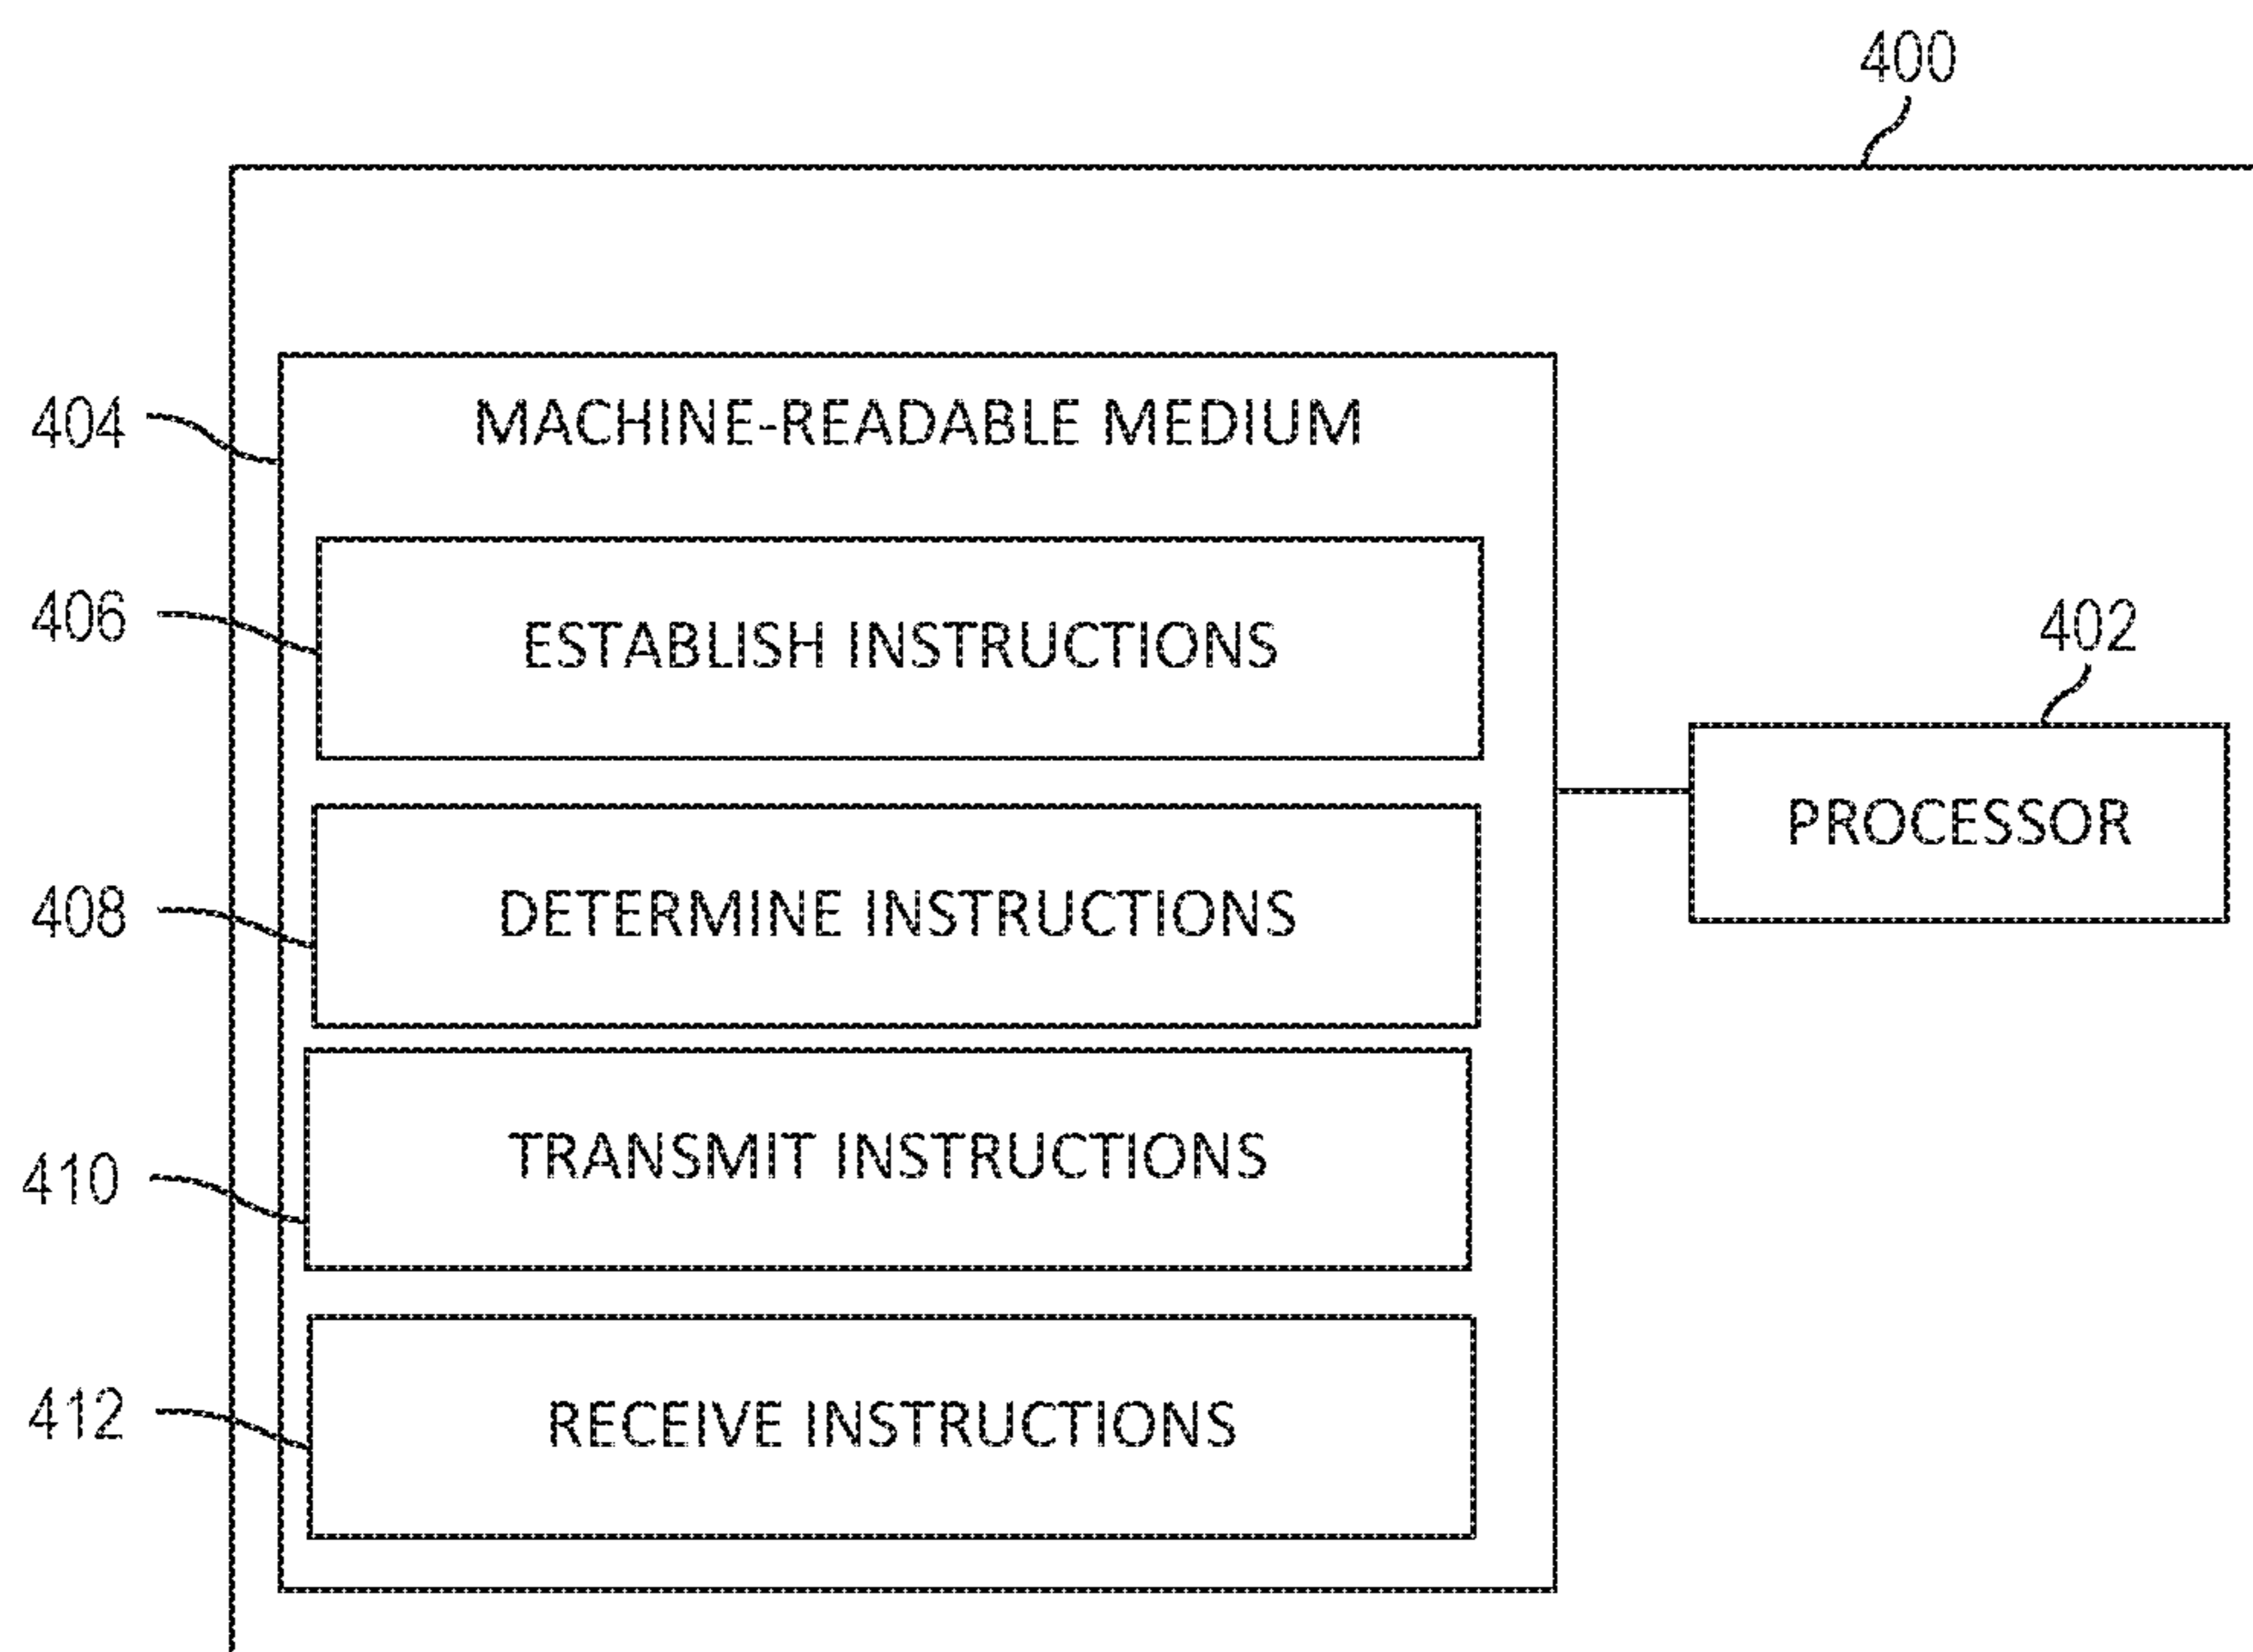 400
404
MACHINE-READABLE MEDIUM
406
ESTABLISH INSTRUCTIONS
402
PROCESSOR
408
DETERMINE INSTRUCTIONS
410
TRANSMIT INSTRUCTIONS
412
RECEIVE INSTRUCTIONS